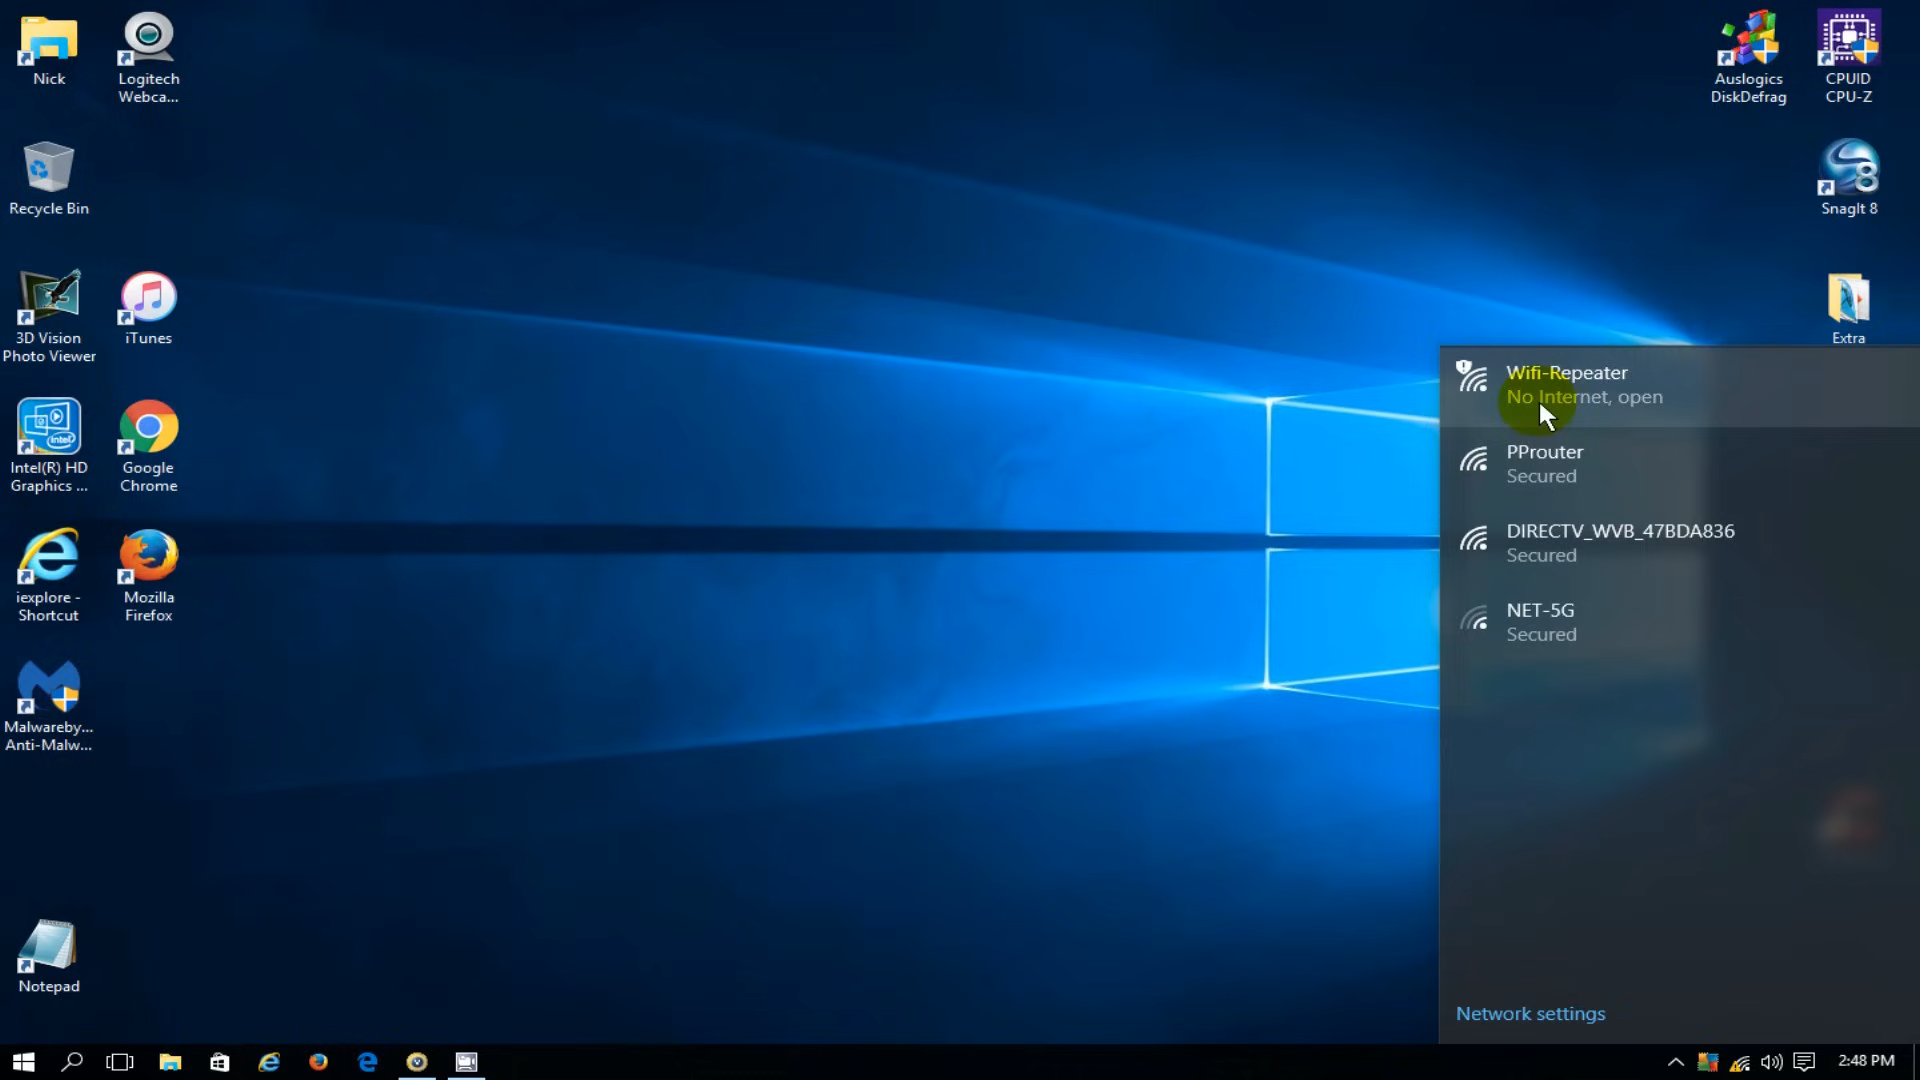 Nick
Logitech
Webca...
Recycle Bin
3D Vision
Photo Viewer
iTunes
Intel(R) HD
Graphics ...
Google
Chrome
iexplore -
Shortcut
Mozilla
Firefox
Malwareby...
Anti-Malw...
Notepad
Auslogics
DiskDefrag
CPUID
CPU-Z
8
SnagIt 8
Extra
Wifi-Repeater
No Internet, open
PProuter
Secured
DIRECTV_WVB_47BDA836
Secured
NET-5G
Secured
Network settings
2:48 PM